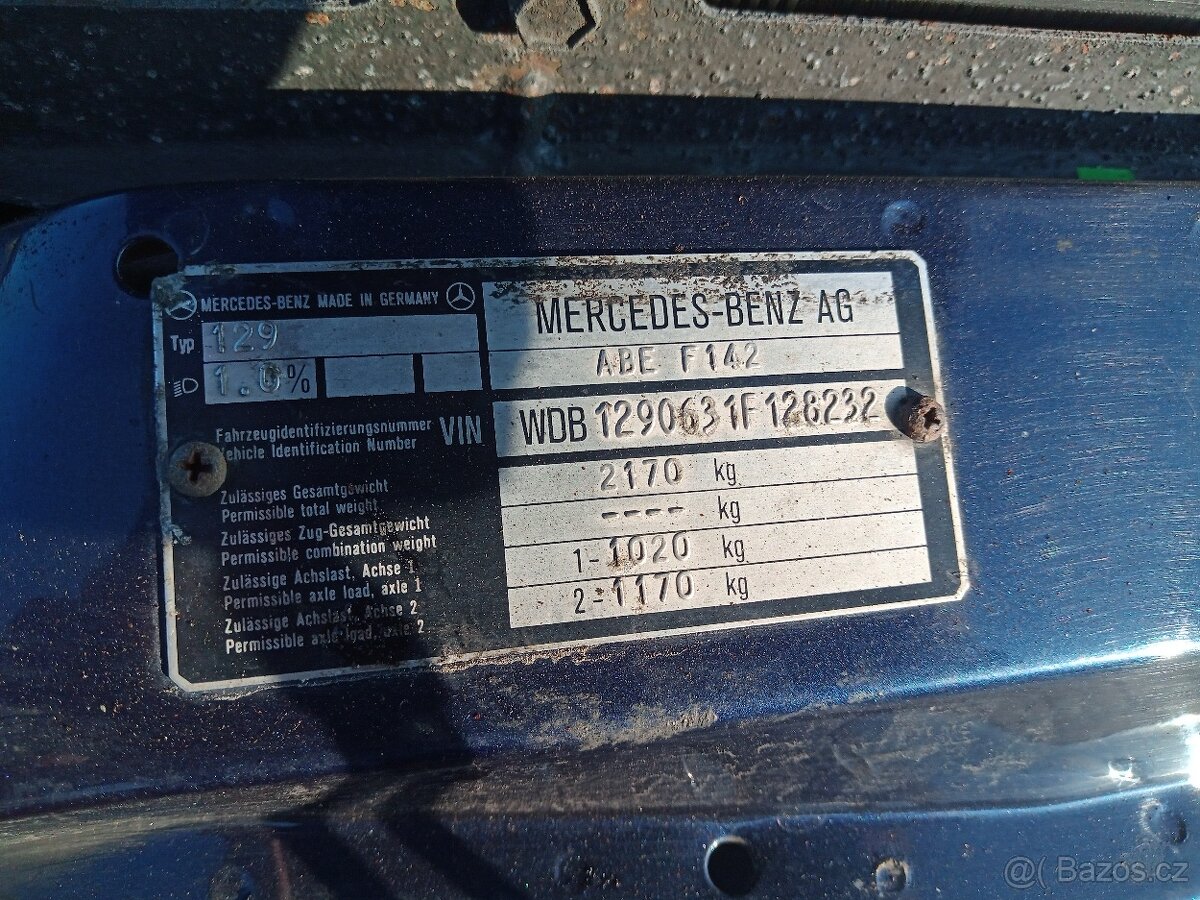 MERCEDES-BENZ MADE IN GERMANY
Typ 129
1.0%
MERCEDES-BENZ AG
ABE F142
Fahrzeugidentifizierungsnummer
Vehicle Identification Number
VIN
WDB 1290631F128232
Zulässiges Gesamtgewicht
Permissible total weight
2170 kg
Zulässiges Zug-Gesamtgewicht
Permissible combination weight
---- kg
Zulässige Achslast, Achse 1
Permissible axle load, axle 1
1-1020 kg
Zulässige Achslast, Achse 2
Permissible axle load, axle 2
2-1170 kg
@( Bazos.cz